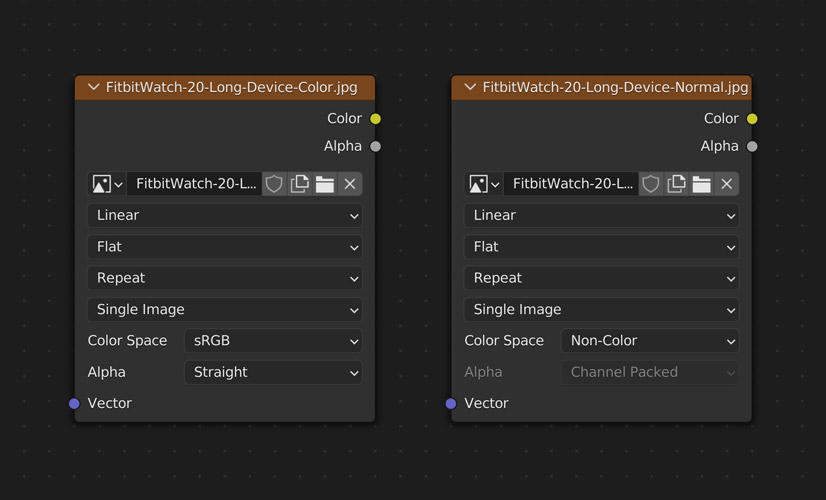 FitbitWatch-20-Long-Device-Color.jpg
Color
Alpha
FitbitWatch-20-L...
Linear
Flat
Repeat
Single Image
Color Space sRGB
Alpha Straight
Vector
FitbitWatch-20-Long-Device-Normal.jpg
Color
Alpha
FitbitWatch-20-L...
Linear
Flat
Repeat
Single Image
Color Space Non-Color
Alpha Channel Packed
Vector